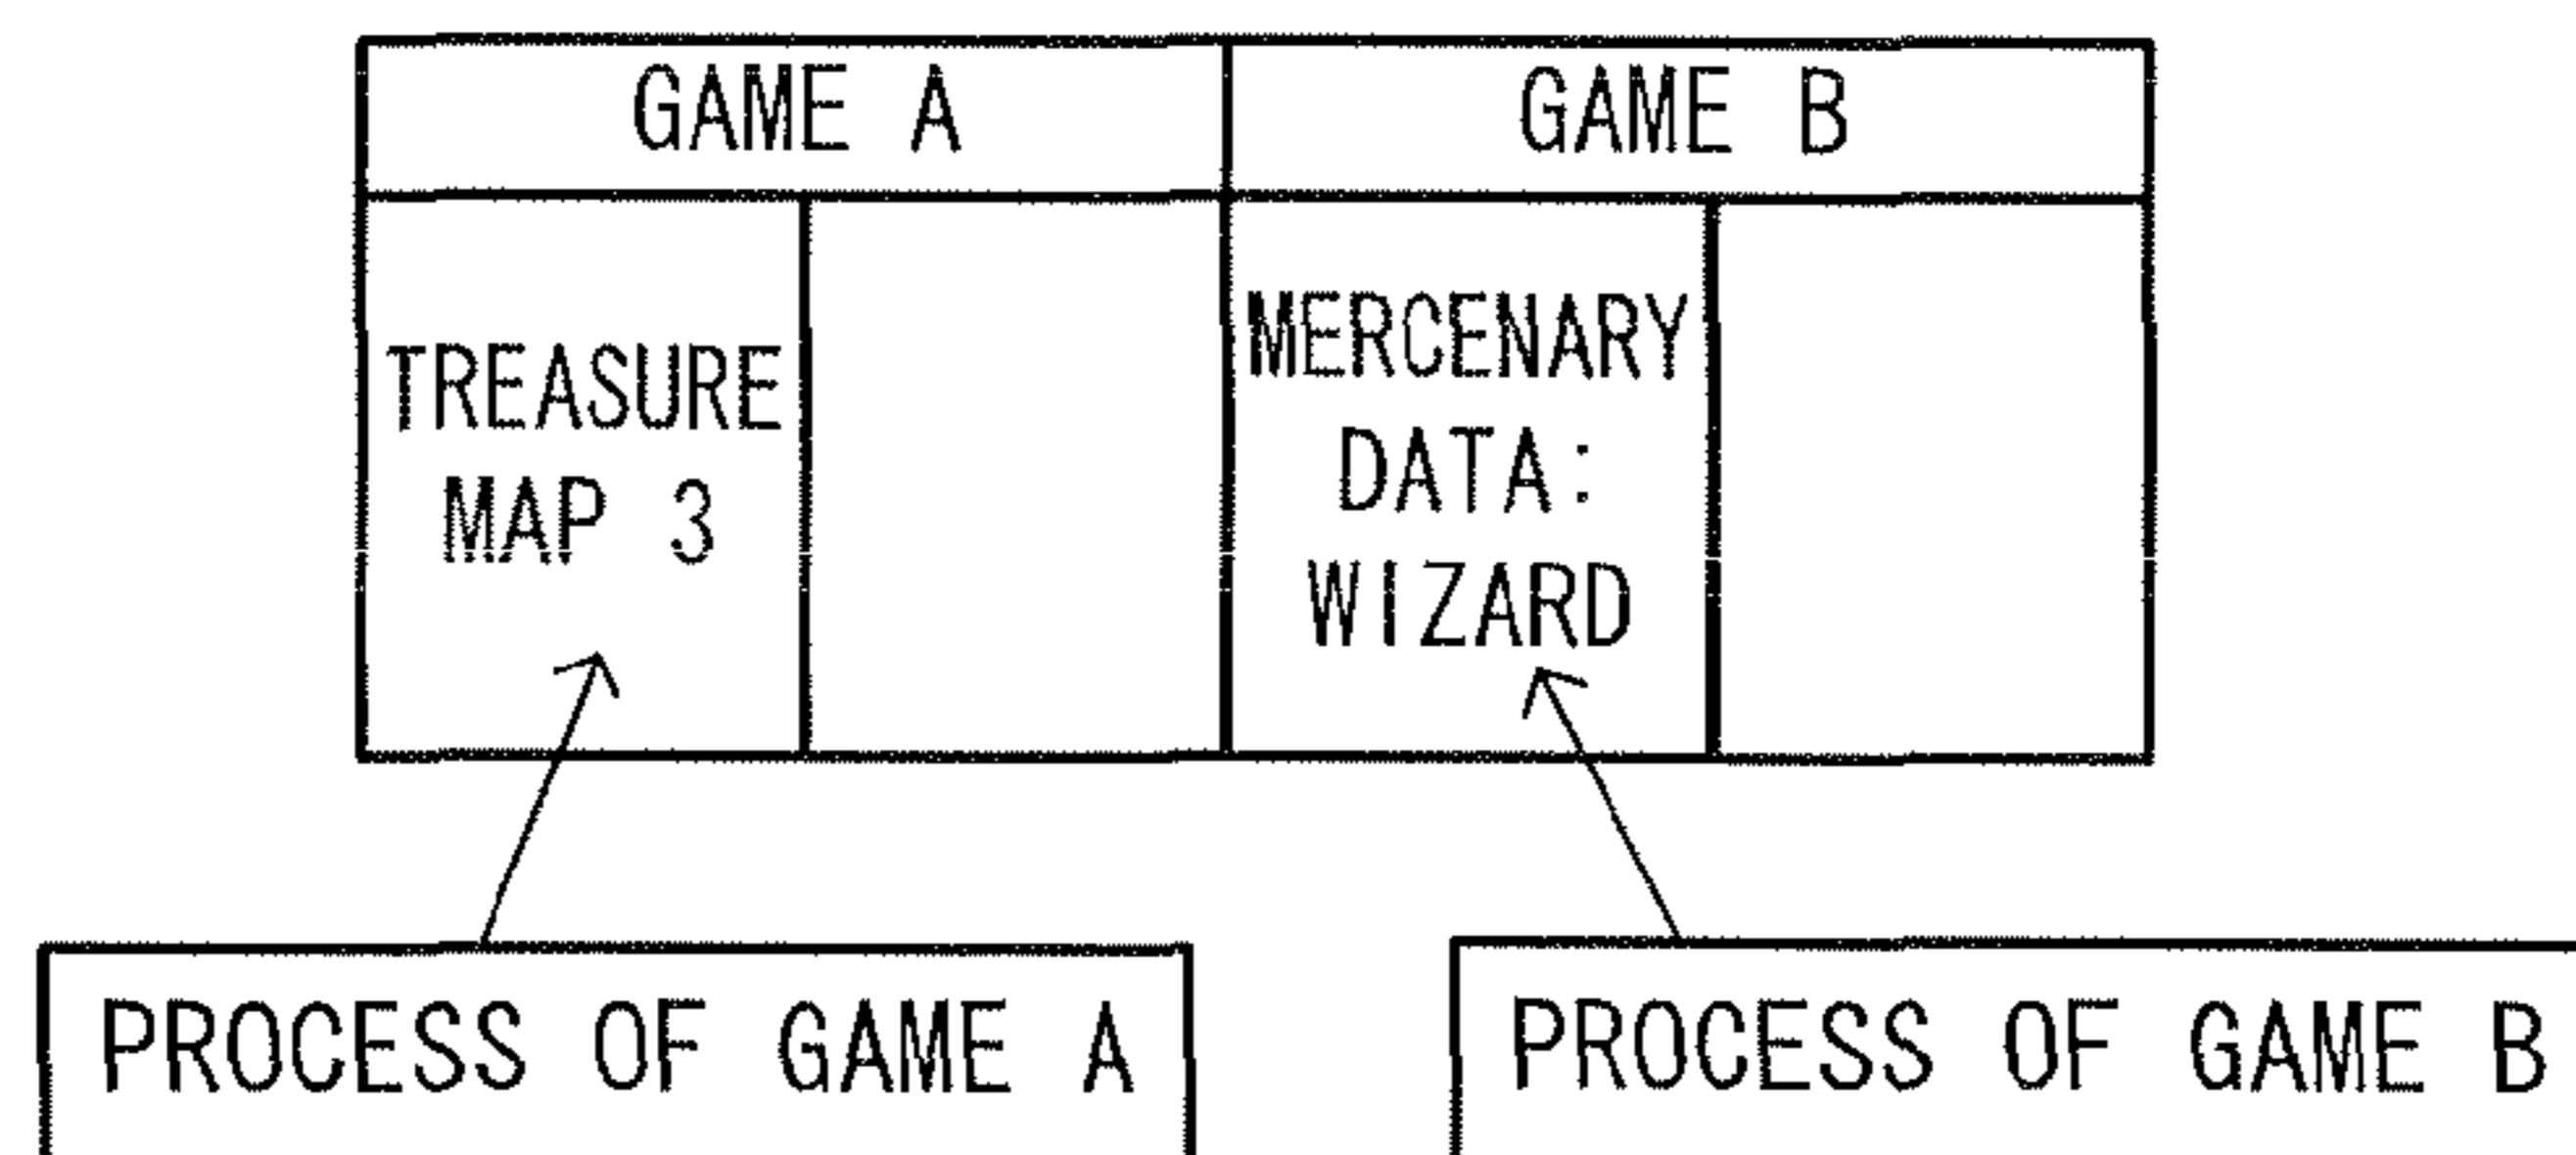 GAME A
GAME B
TREASURE
MAP 3
MERCENARY
DATA:
WIZARD
PROCESS OF GAME A
PROCESS OF GAME B